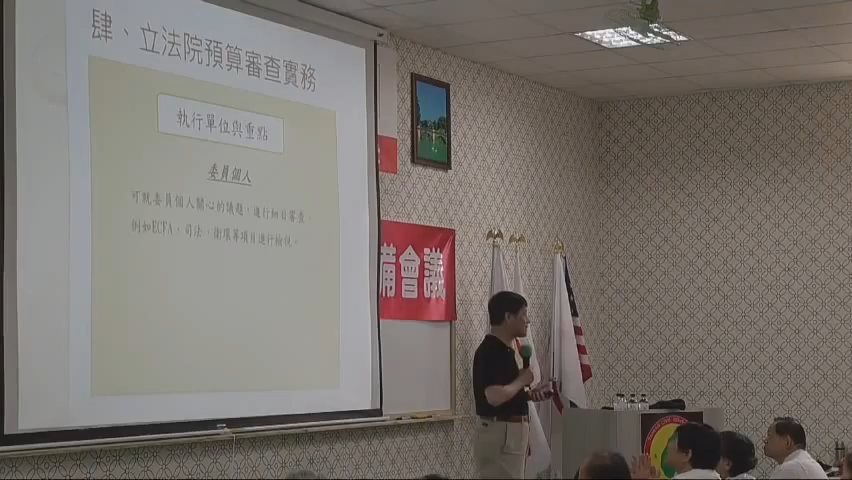 肆、立法院預算審查實務
執行單位與重點
委員個人
可就委員個人關心的議題，進行細目審查，
例如ECFA、司法、衛環等項目進行檢視。
備會議